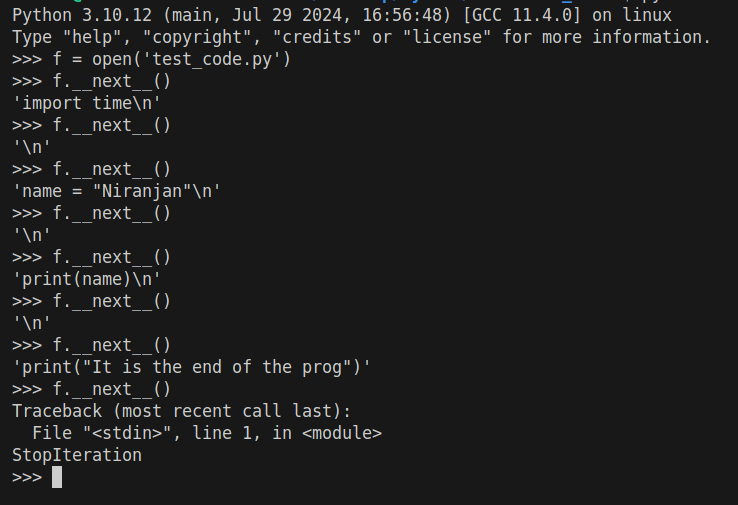 Python 3.10.12 (main, Jul 29 2024, 16:56:48) [GCC 11.4.0] on linux
Type "help", "copyright", "credits" or "license" for more information.
>>> f = open('test_code.py')
>>> f.__next__()
'import time\n'
>>> f.__next__()
'\n'
>>> f.__next__()
'name = "Niranjan"\n'
>>> f.__next__()
'\n'
>>> f.__next__()
'print(name)\n'
>>> f.__next__()
'\n'
>>> f.__next__()
'print("It is the end of the prog")'
>>> f.__next__()
Traceback (most recent call last):
  File "<stdin>", line 1, in <module>
StopIteration
>>>